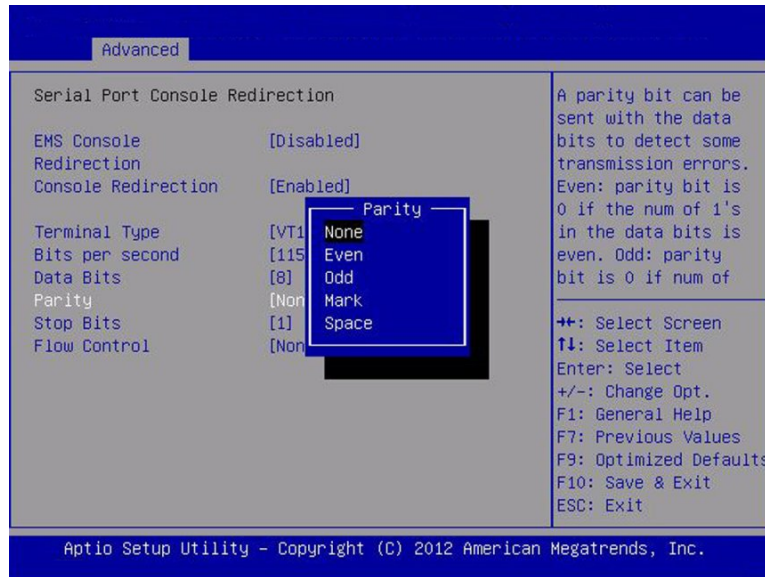 Advanced
Serial Port Console Redirection
EMS Console [Disabled]
Redirection
Console Redirection [Enabled]
Terminal Type [VT1
Bits per second [115
Data Bits [8]
Parity [Non
Stop Bits [1]
Flow Control [Non
Parity
None
Even
Odd
Mark
Space
A parity bit can be
sent with the data
bits to detect some
transmission errors.
Even: parity bit is
0 if the num of 1's
in the data bits is
even. Odd: parity
bit is 0 if num of
→←: Select Screen
↑↓: Select Item
Enter: Select
+/-: Change Opt.
F1: General Help
F7: Previous Values
F9: Optimized Defaults
F10: Save & Exit
ESC: Exit
Aptio Setup Utility – Copyright (C) 2012 American Megatrends, Inc.